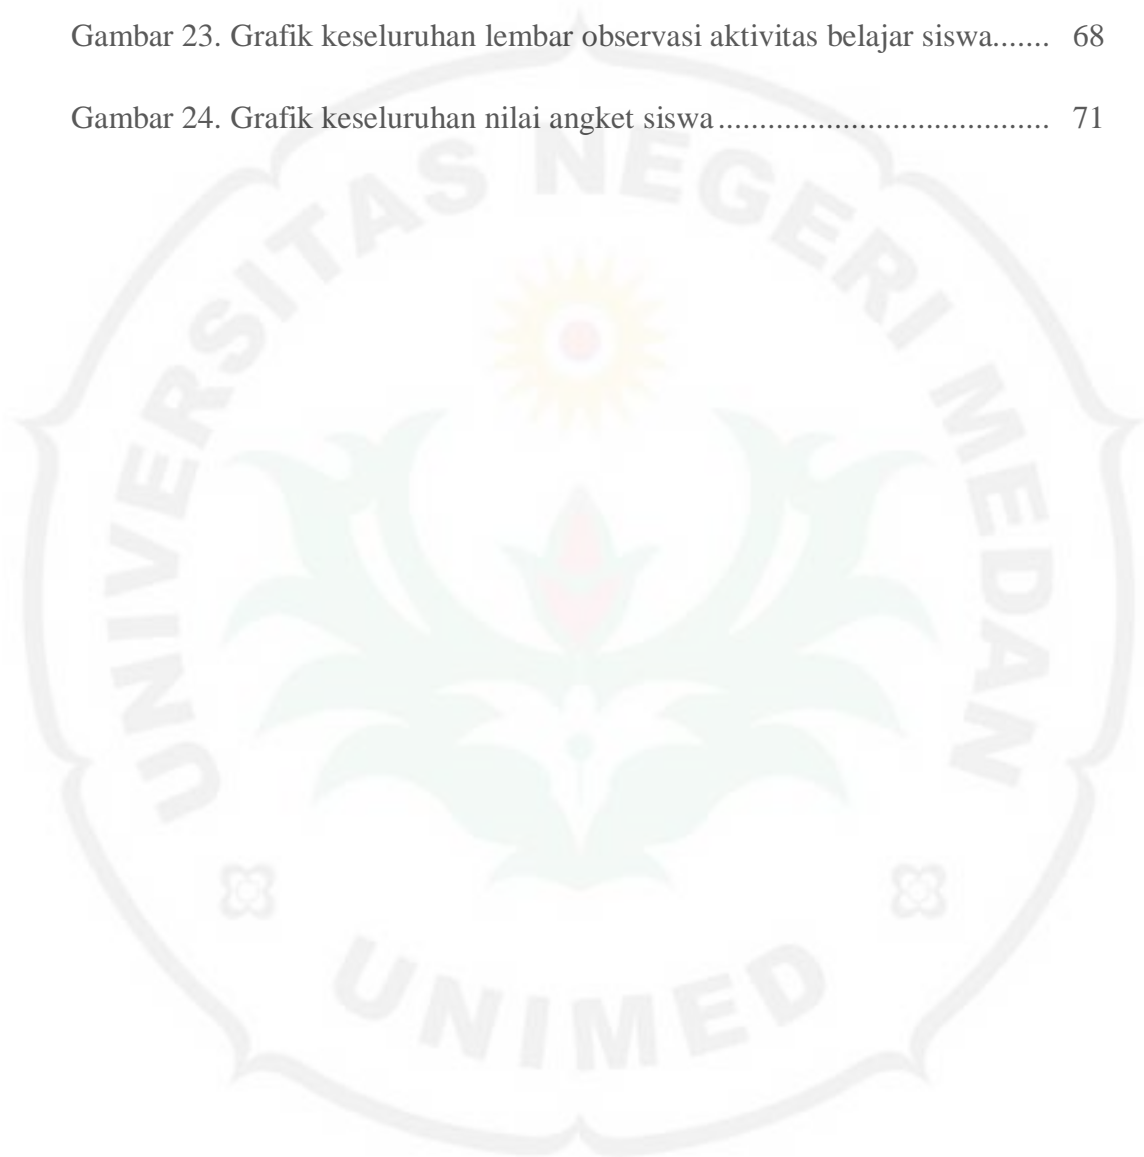 Gambar 23. Grafik keseluruhan lembar observasi aktivitas belajar siswa....... 68
Gambar 24. Grafik keseluruhan nilai angket siswa........................................ 71
UNIVERSITAS NEGERI MEDAN
UNIMED